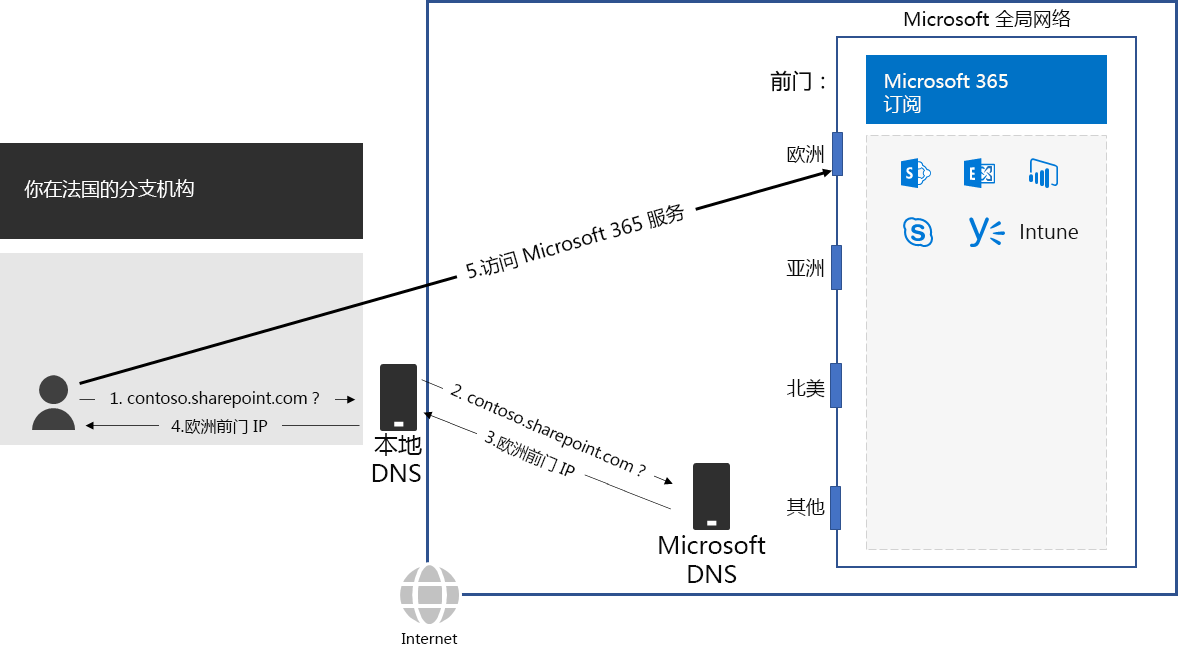 Microsoft 全局网络
前门：
Microsoft 365
订阅
欧洲
你在法国的分支机构
5.访问 Microsoft 365 服务
Intune
亚洲
1. contoso.sharepoint.com ?
2. contoso.sharepoint.com ?
北美
4.欧洲前门 IP
3.欧洲前门 IP
本地
DNS
其他
Microsoft
DNS
Internet